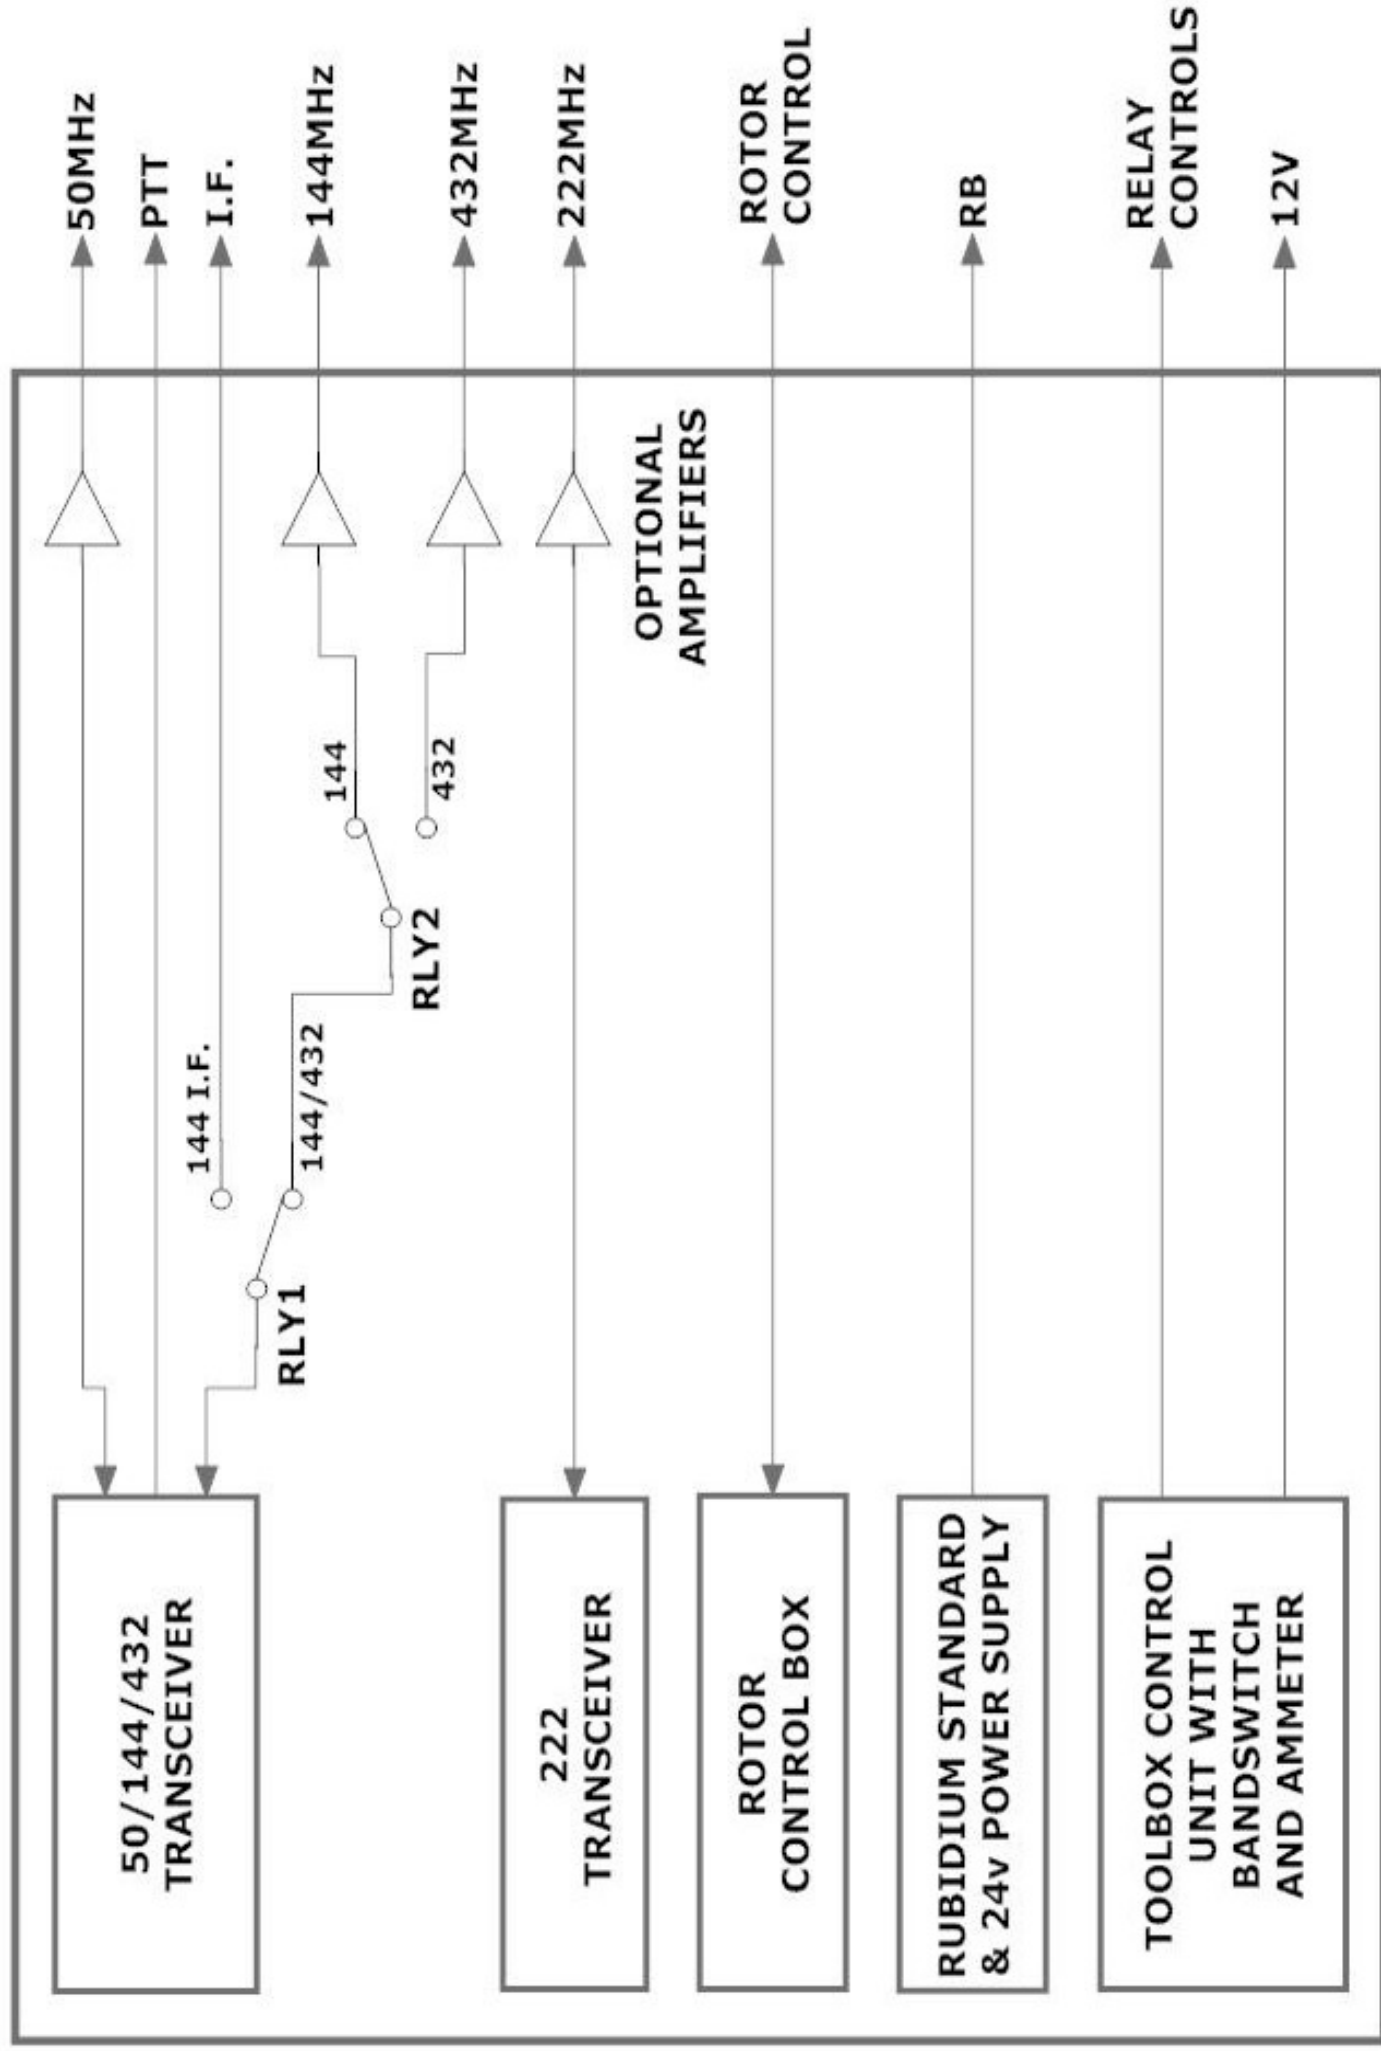 50/144/432
TRANSCEIVER
RLY1
144 I.F.
144/432
RLY2
144
432
50MHz
PTT
I.F.
144MHz
432MHz
222MHz
OPTIONAL
AMPLIFIERS
222
TRANSCEIVER
ROTOR
CONTROL BOX
ROTOR
CONTROL
RUBIDIUM STANDARD
& 24v POWER SUPPLY
RB
TOOLBOX CONTROL
UNIT WITH
BANDSWITCH
AND AMMETER
RELAY
CONTROLS
12V